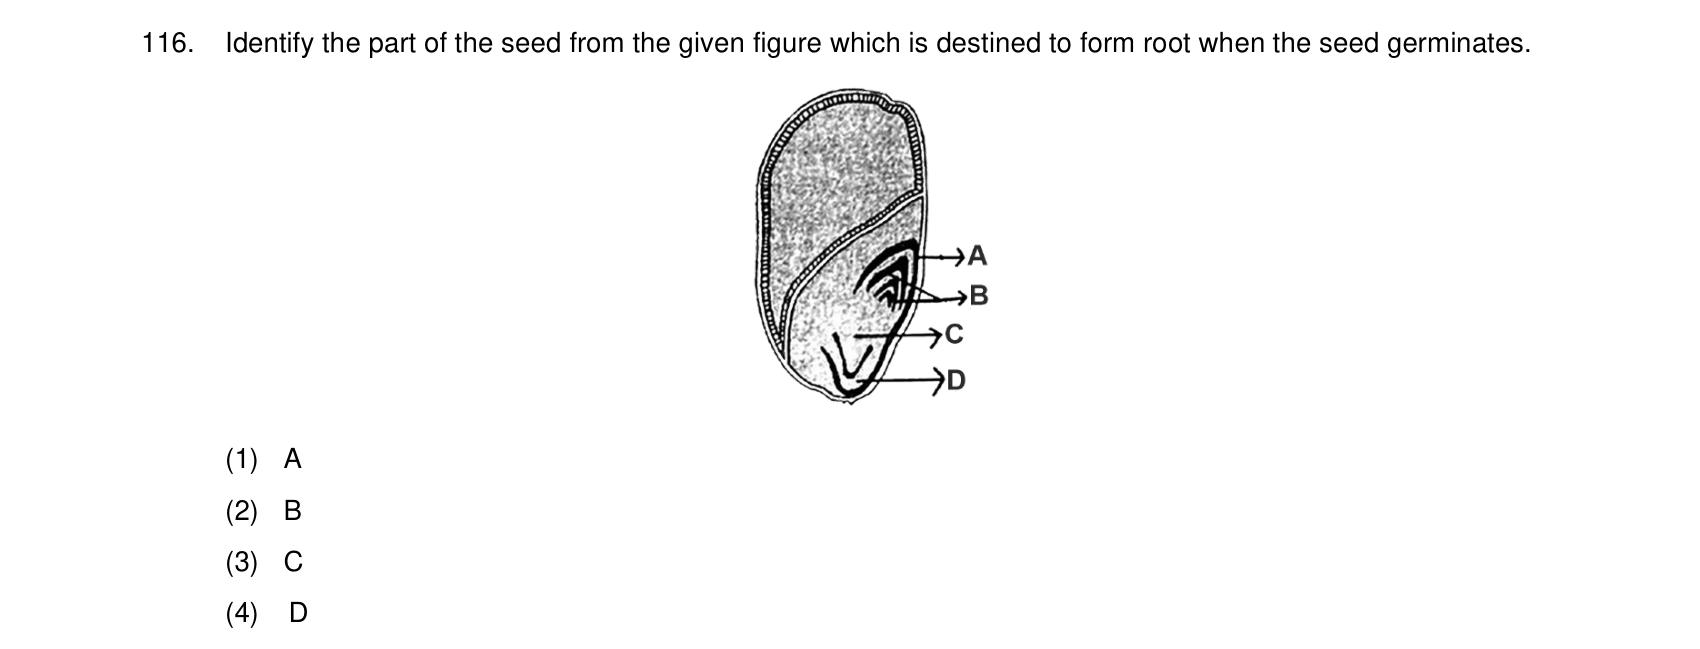 116. Identify the part of the seed from the given figure which is destined to form root when the seed germinates.
A
B
C
D
(1) A
(2) B
(3) C
(4) D